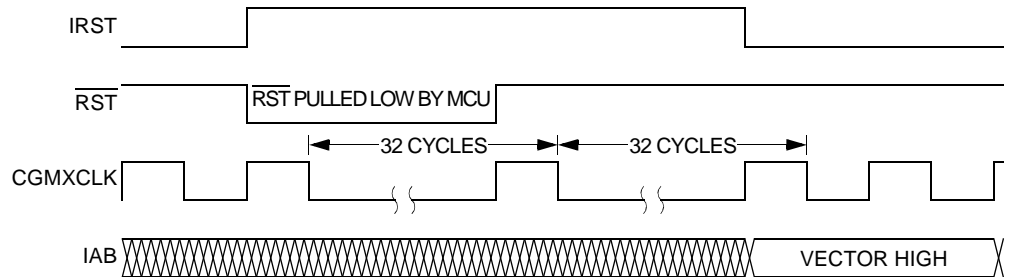 IRST
RST
RST PULLED LOW BY MCU
32 CYCLES
32 CYCLES
CGMXCLK
IAB
VECTOR HIGH